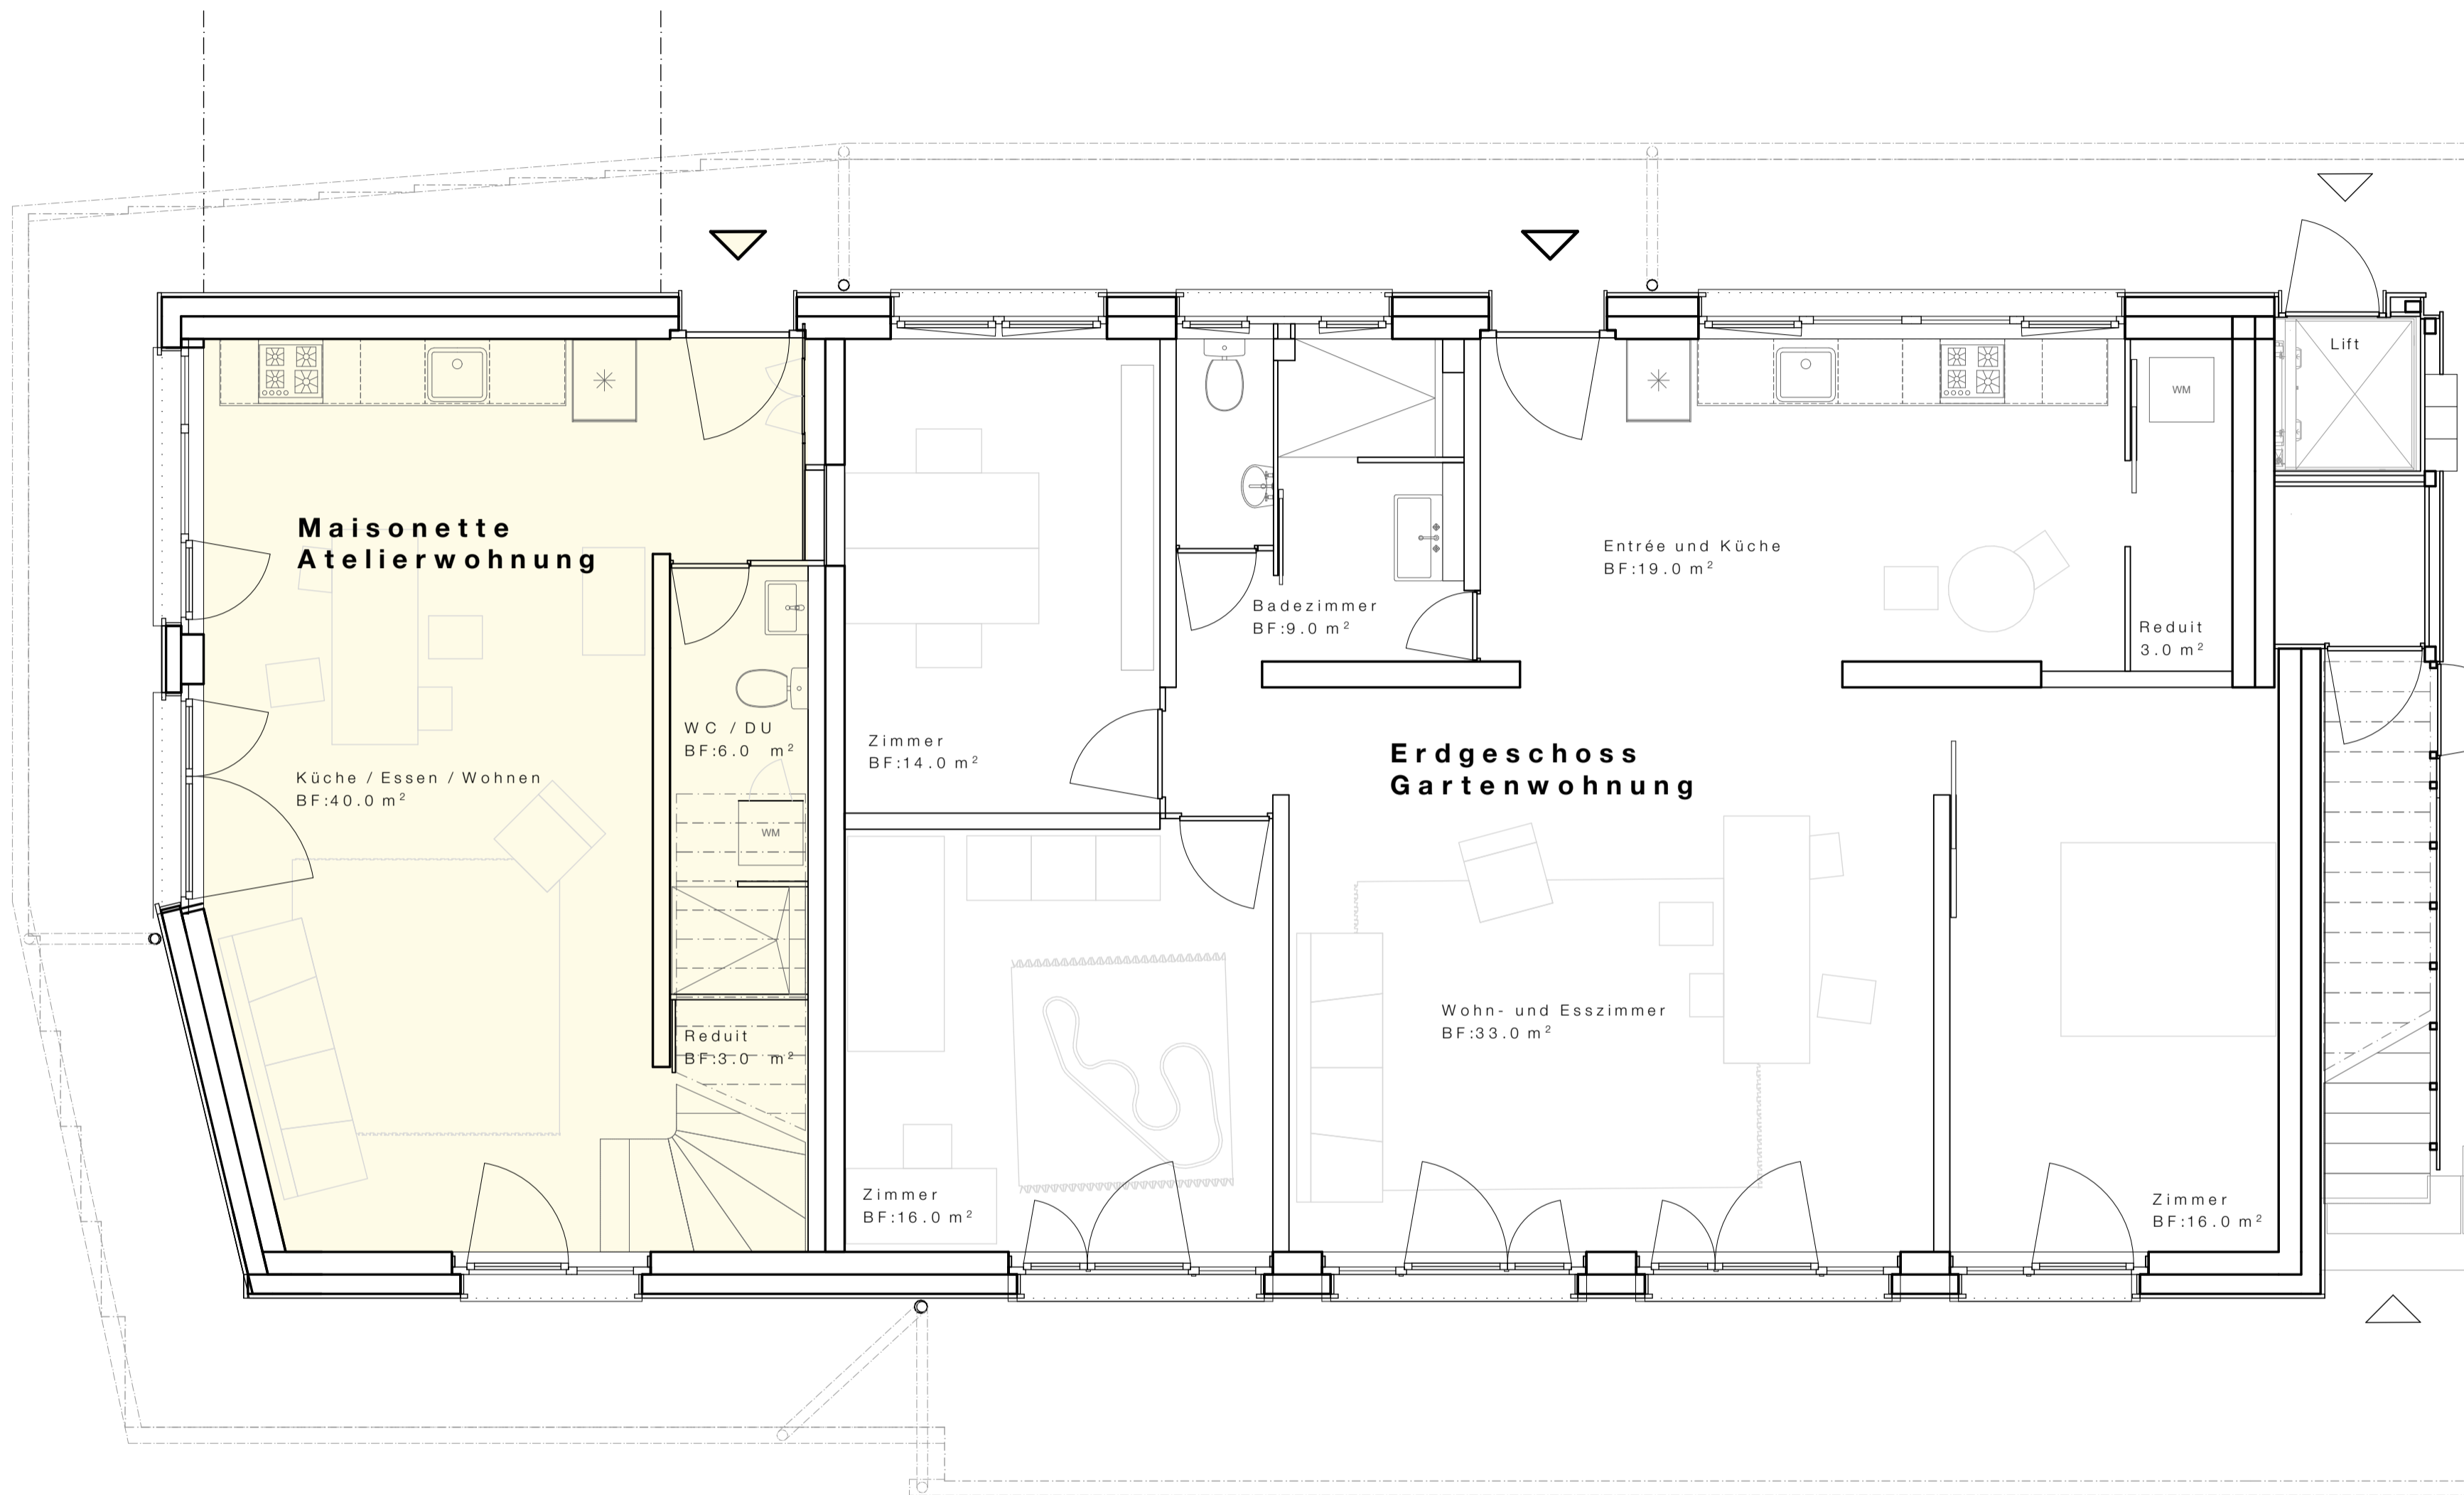 Lift
WM
Maisonette
Atelierwohnung
Entrée und Küche
BF:19.0 m²
Badezimmer
BF:9.0 m²
Reduit
3.0 m²
WC / DU
BF:6.0 m²
Zimmer
BF:14.0 m²
Erdgeschoss
Gartenwohnung
Küche / Essen / Wohnen
BF:40.0 m²
WM
Wohn- und Esszimmer
BF:33.0 m²
Reduit
BF:3.0 m²
Zimmer
BF:16.0 m²
Zimmer
BF:16.0 m²